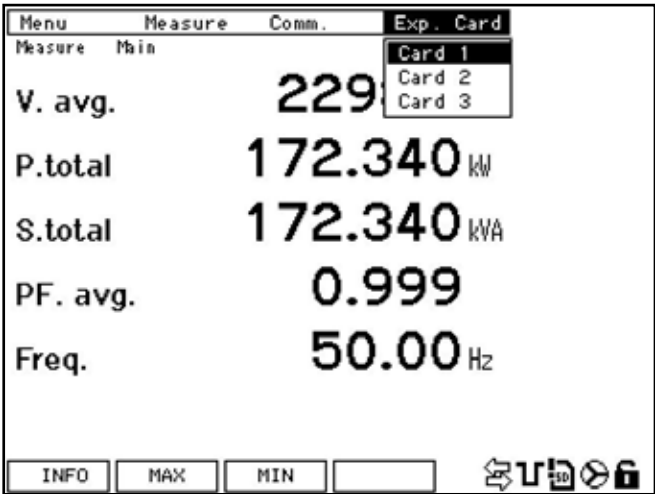 Menu Measure Comm. Exp. Card
Measure Main
Card 1
Card 2
Card 3
V. avg. 229
P.total 172.340 kW
S.total 172.340 kVA
PF. avg. 0.999
Freq. 50.00 Hz
INFO MAX MIN
SD